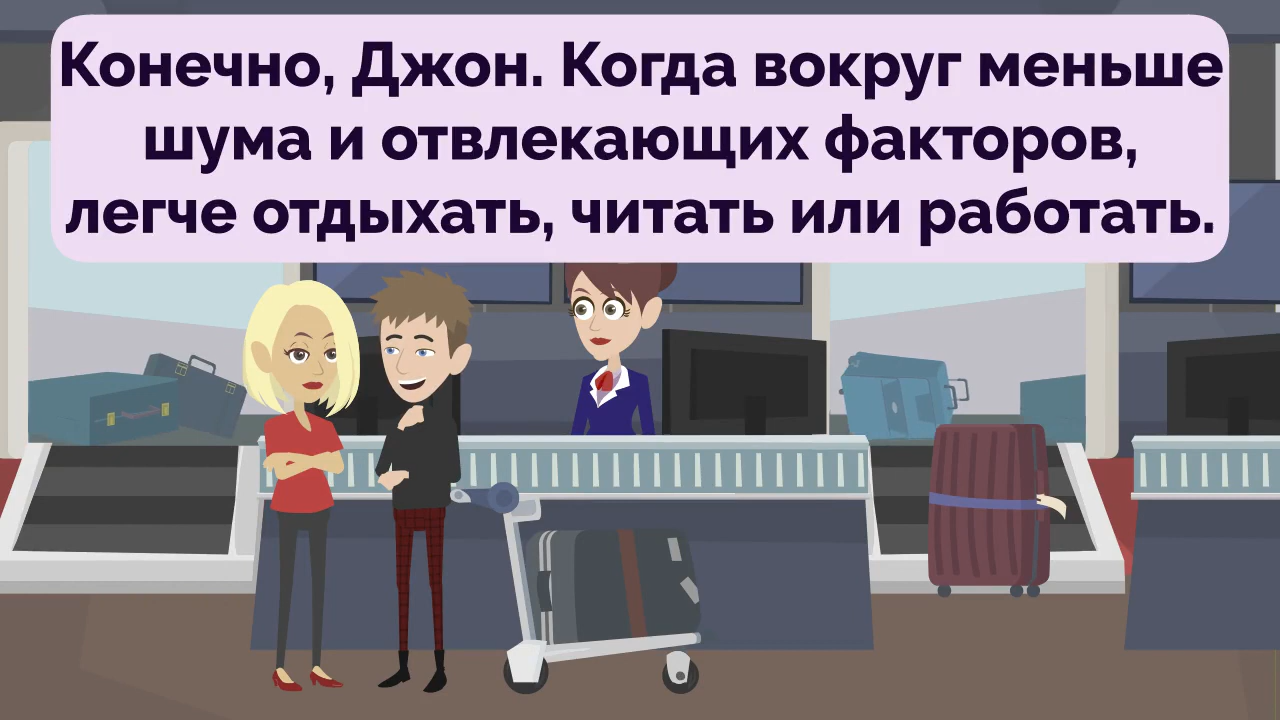 Конечно, Джон. Когда вокруг меньше
шума и отвлекающих факторов,
легче отдыхать, читать или работать.